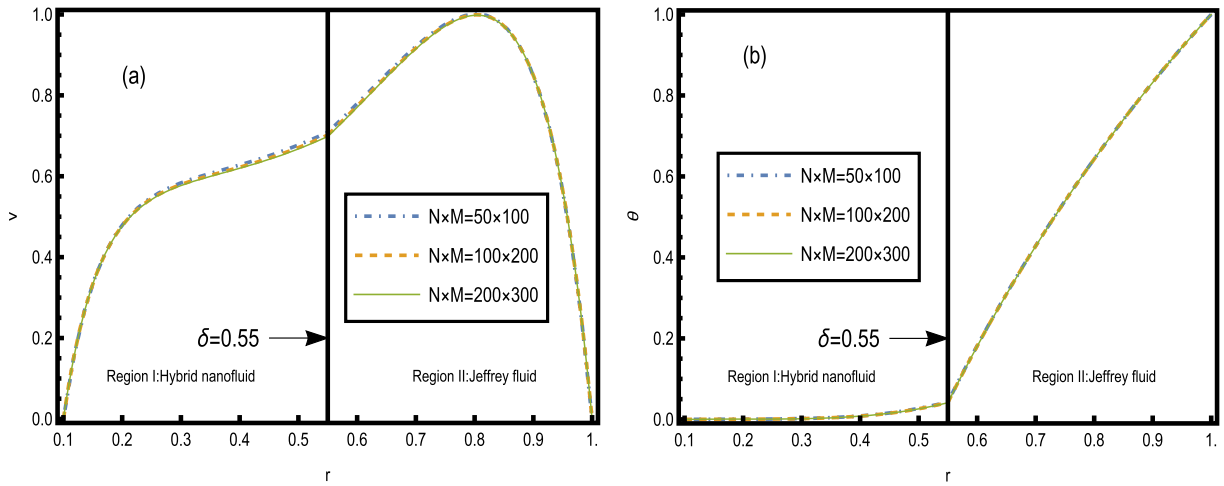 1.0
0.8
0.6
0.4
0.2
0.0
v
(a)
N×M=50×100
N×M=100×200
N×M=200×300
δ=0.55
Region I:Hybrid nanofluid
Region II:Jeffrey fluid
0.1 0.2 0.3 0.4 0.5 0.6 0.7 0.8 0.9 1.
r
1.0
0.8
0.6
0.4
0.2
0.0
θ
(b)
N×M=50×100
N×M=100×200
N×M=200×300
δ=0.55
Region I:Hybrid nanofluid
Region II:Jeffrey fluid
0.1 0.2 0.3 0.4 0.5 0.6 0.7 0.8 0.9 1.
r